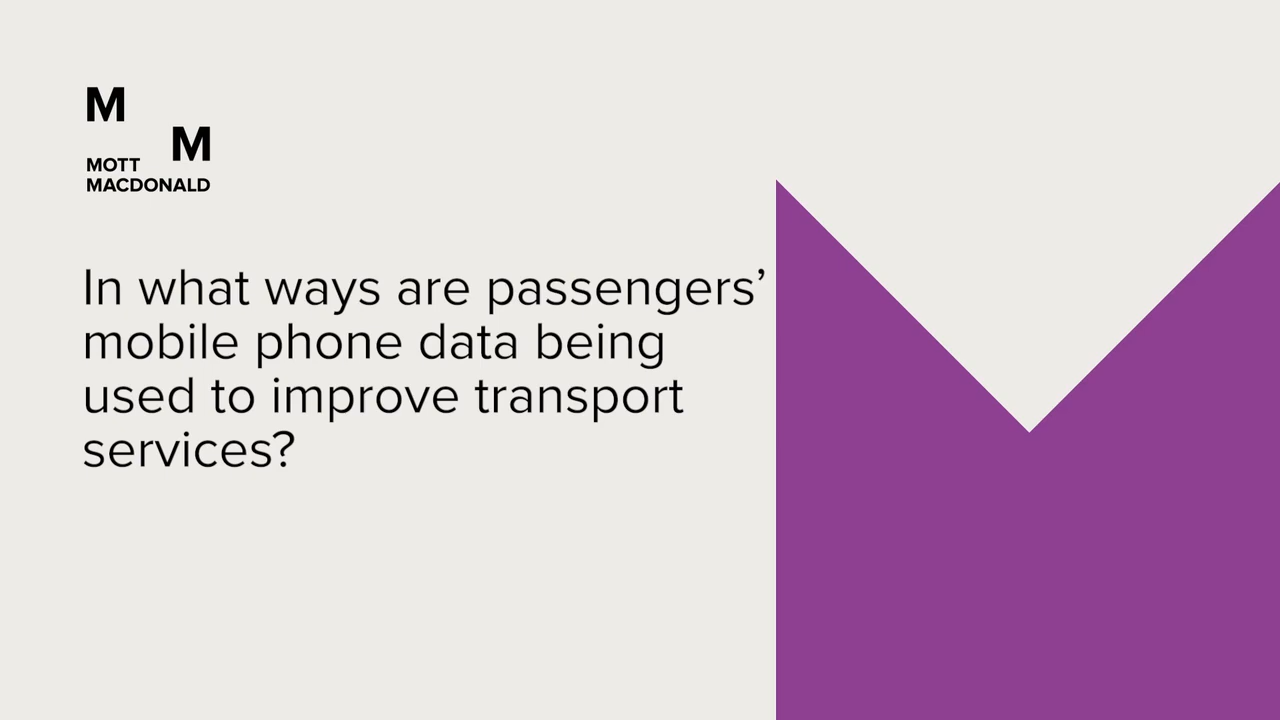 M
M
MOTT
MACDONALD
In what ways are passengers’
mobile phone data being
used to improve transport
services?